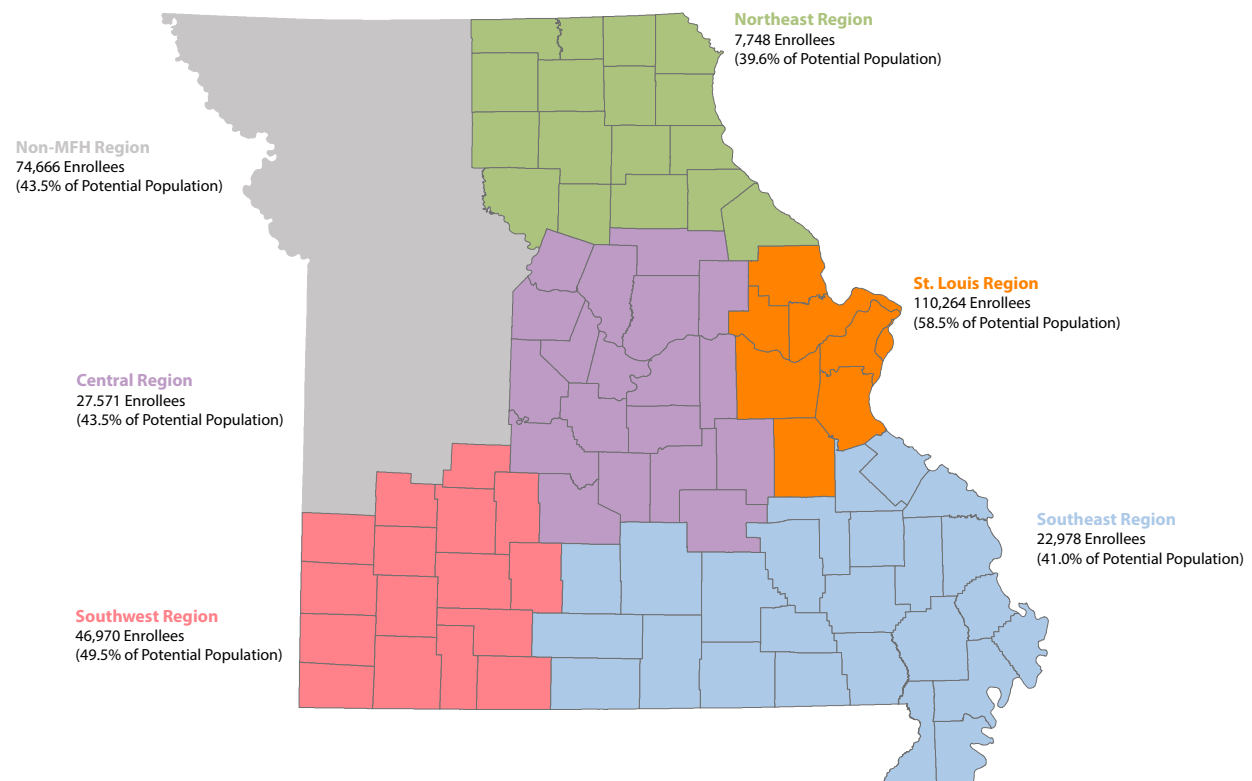 Northeast Region
7,748 Enrollees
(39.6% of Potential Population)
Non-MFH Region
74,666 Enrollees
(43.5% of Potential Population)
St. Louis Region
110,264 Enrollees
(58.5% of Potential Population)
Central Region
27.571 Enrollees
(43.5% of Potential Population)
Southeast Region
22,978 Enrollees
(41.0% of Potential Population)
Southwest Region
46,970 Enrollees
(49.5% of Potential Population)